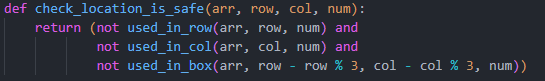 def check_location_is_safe(arr, row, col, num):
    return (not used_in_row(arr, row, num) and
            not used_in_col(arr, col, num) and
            not used_in_box(arr, row - row % 3, col - col % 3, num))